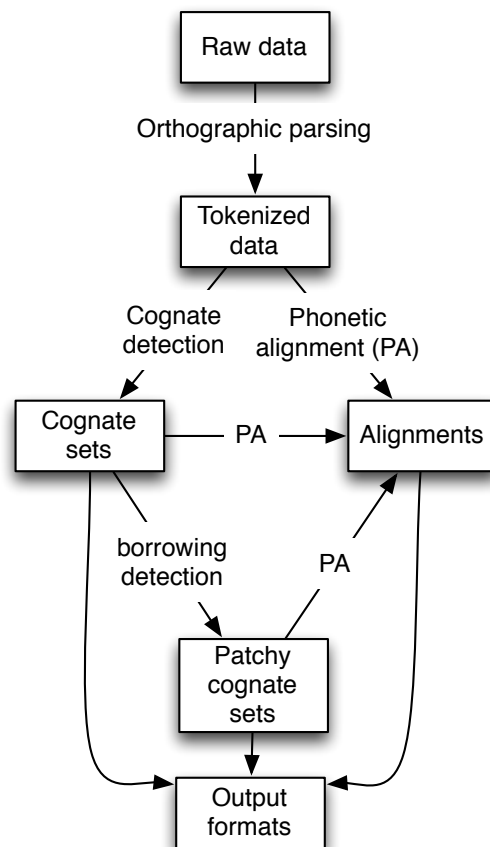 Raw data
Orthographic parsing
Tokenized
data
Cognate
detection
Phonetic
alignment (PA)
Cognate
sets
PA
Alignments
borrowing
detection
PA
Patchy
cognate
sets
Output
formats